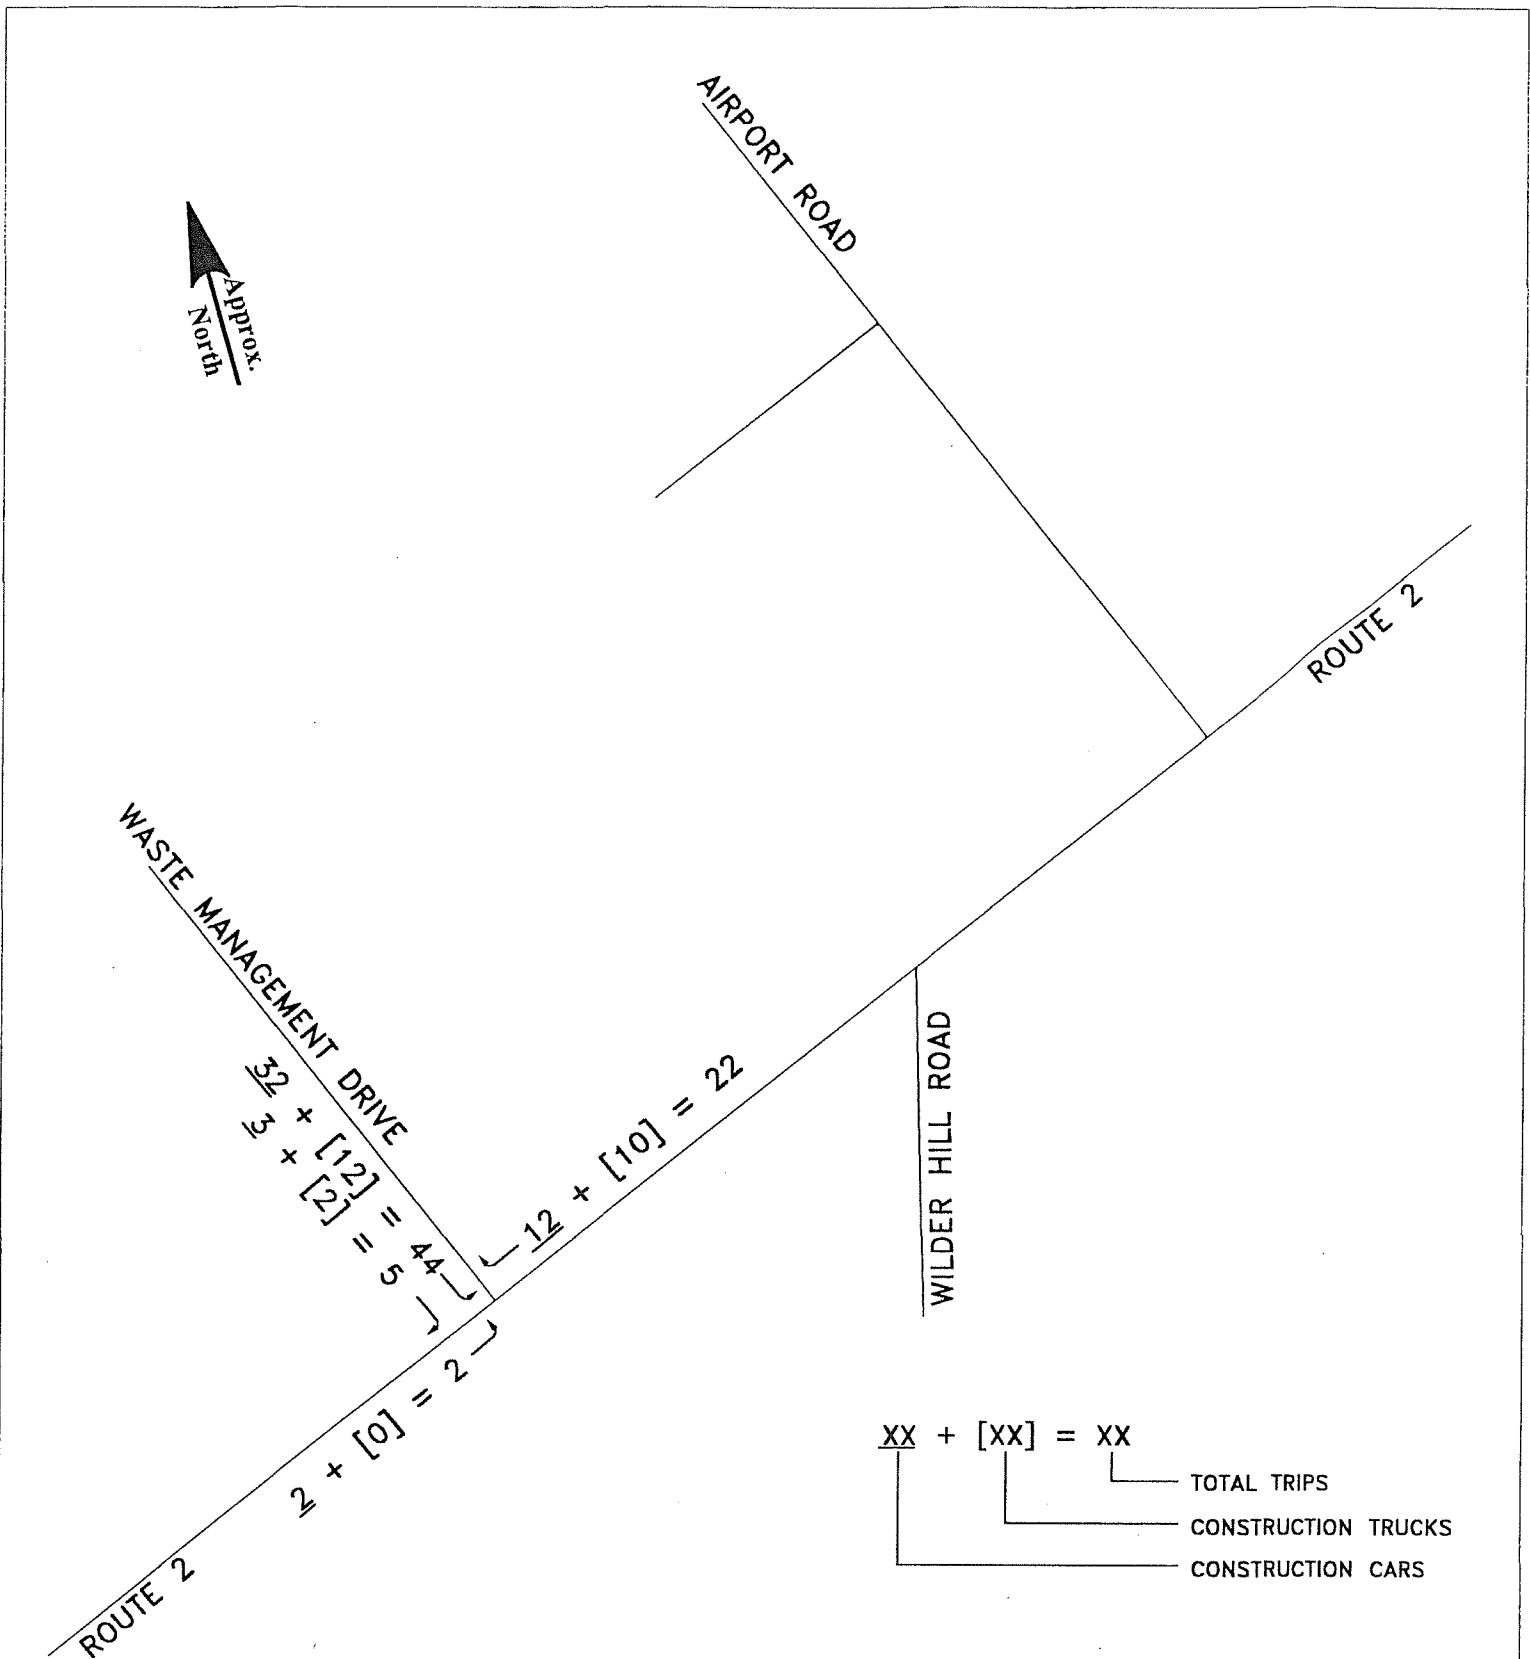 AIRPORT ROAD
Approx.
North
ROUTE 2
WASTE MANAGEMENT DRIVE
32 + [12] = 44
3 + [2] = 5
12 + [10] = 22
WILDER HILL ROAD
2 + [0] = 2
XX + [XX] = XX
TOTAL TRIPS
CONSTRUCTION TRUCKS
CONSTRUCTION CARS
ROUTE 2